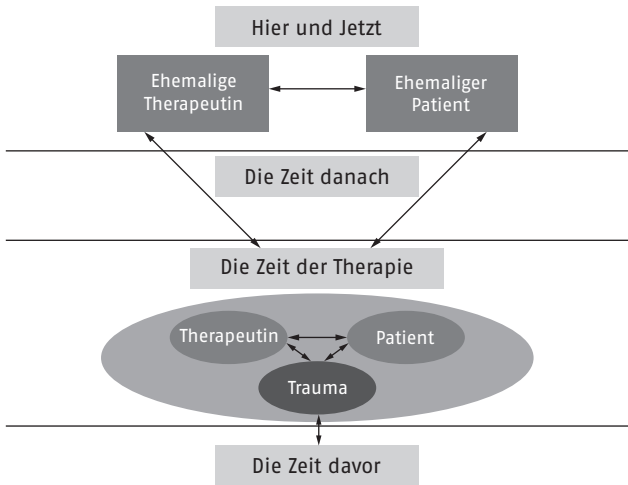 Hier und Jetzt
Ehemalige
Therapeutin
Ehemaliger
Patient
Die Zeit danach
Die Zeit der Therapie
Therapeutin
Patient
Trauma
Die Zeit davor